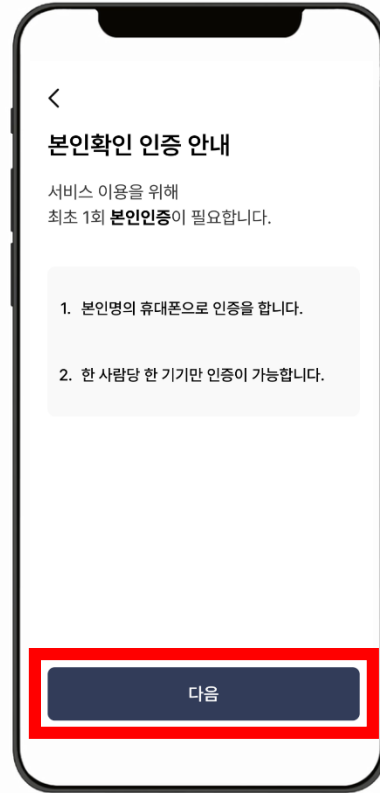 본인확인 인증 안내
서비스 이용을 위해
최초 1회 본인인증이 필요합니다.
1. 본인명의 휴대폰으로 인증을 합니다.
2. 한 사람당 한 기기만 인증이 가능합니다.
다음